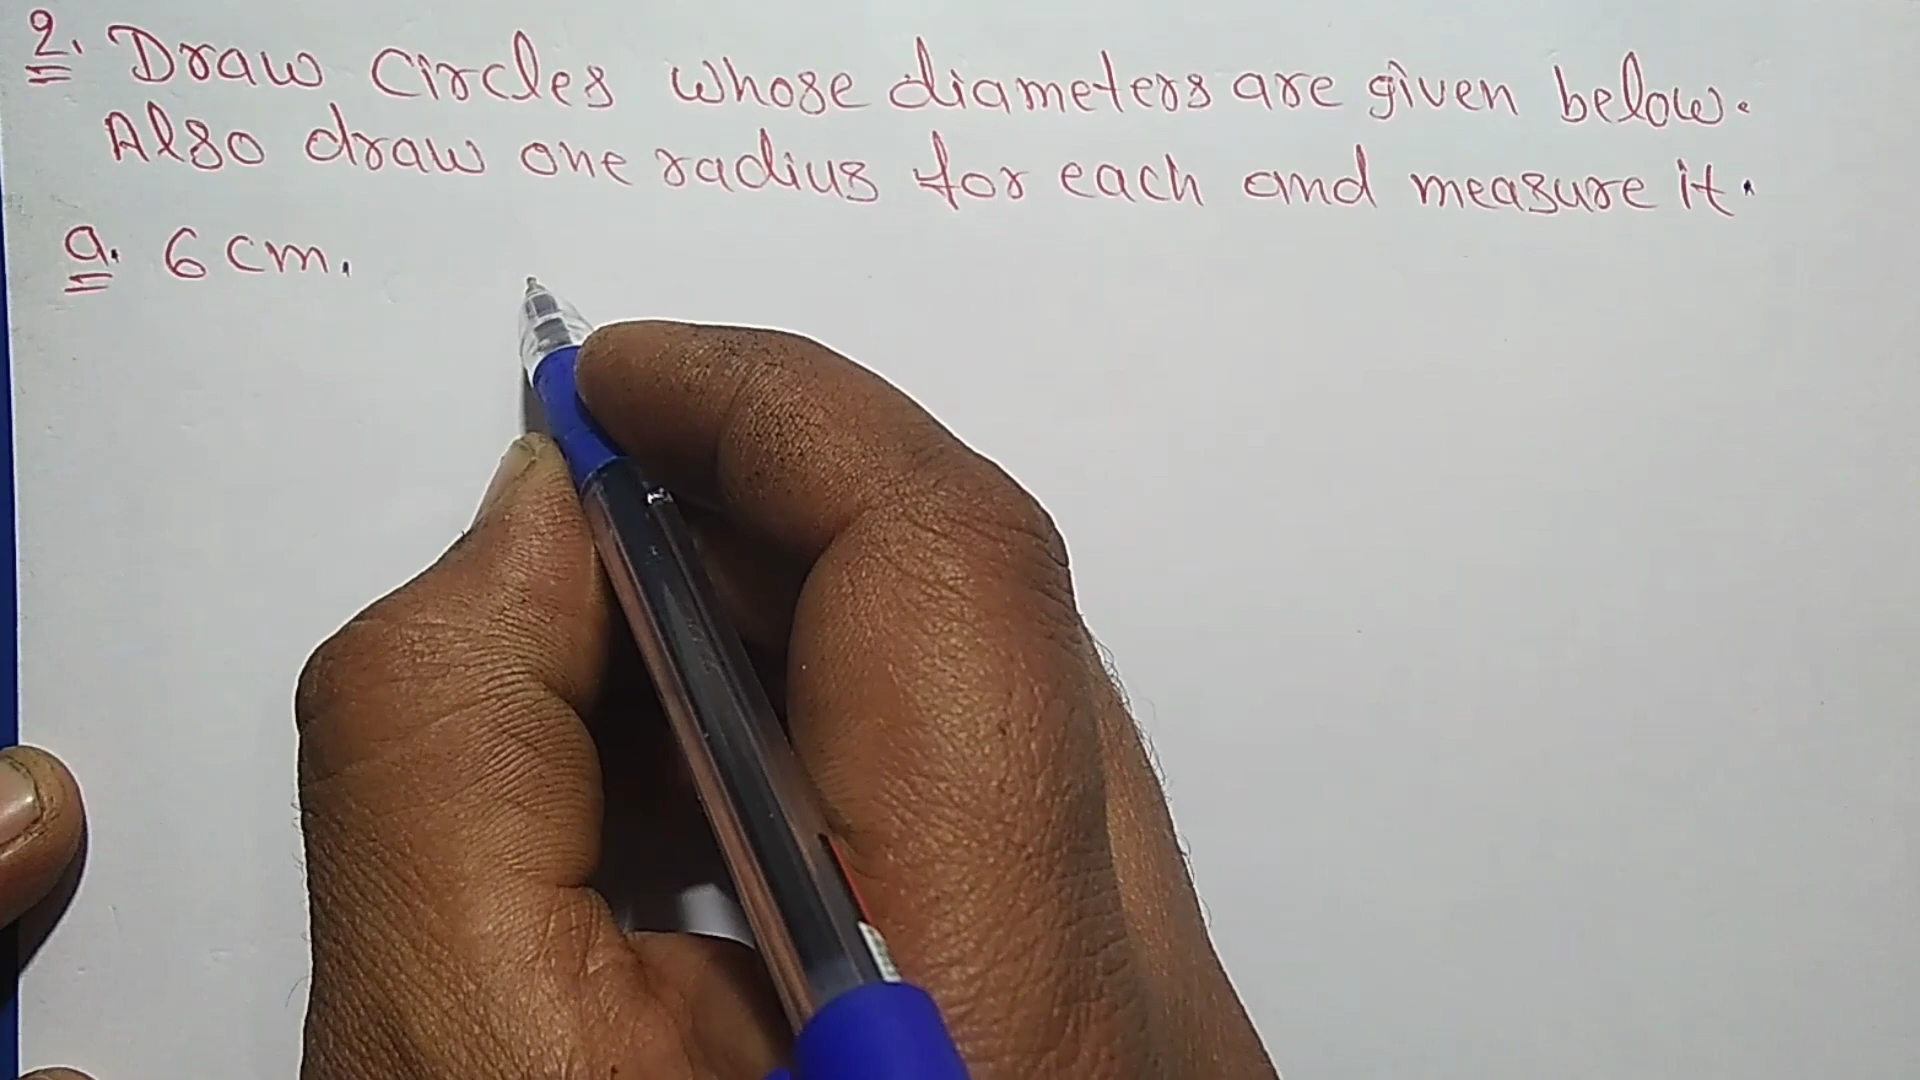 2. Draw circles whose diameters are given below.
Also draw one radius for each and measure it.
a. 6 cm.